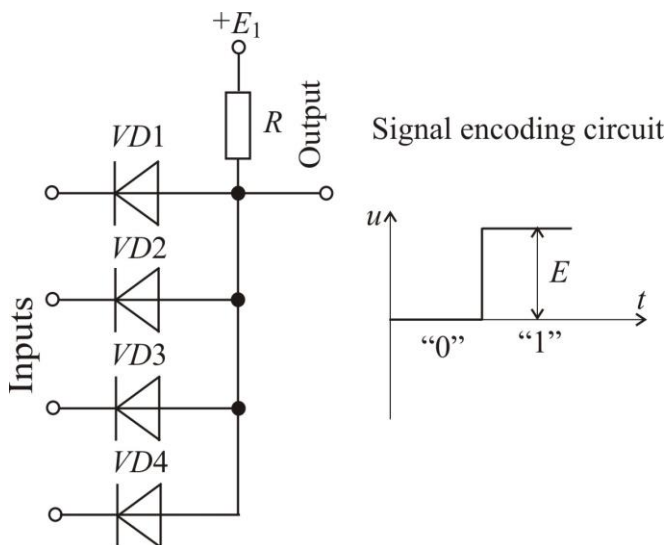 +E₁
R
Output
Signal encoding circuit
VD1
VD2
VD3
VD4
Inputs
u
E
t
“0” “1”